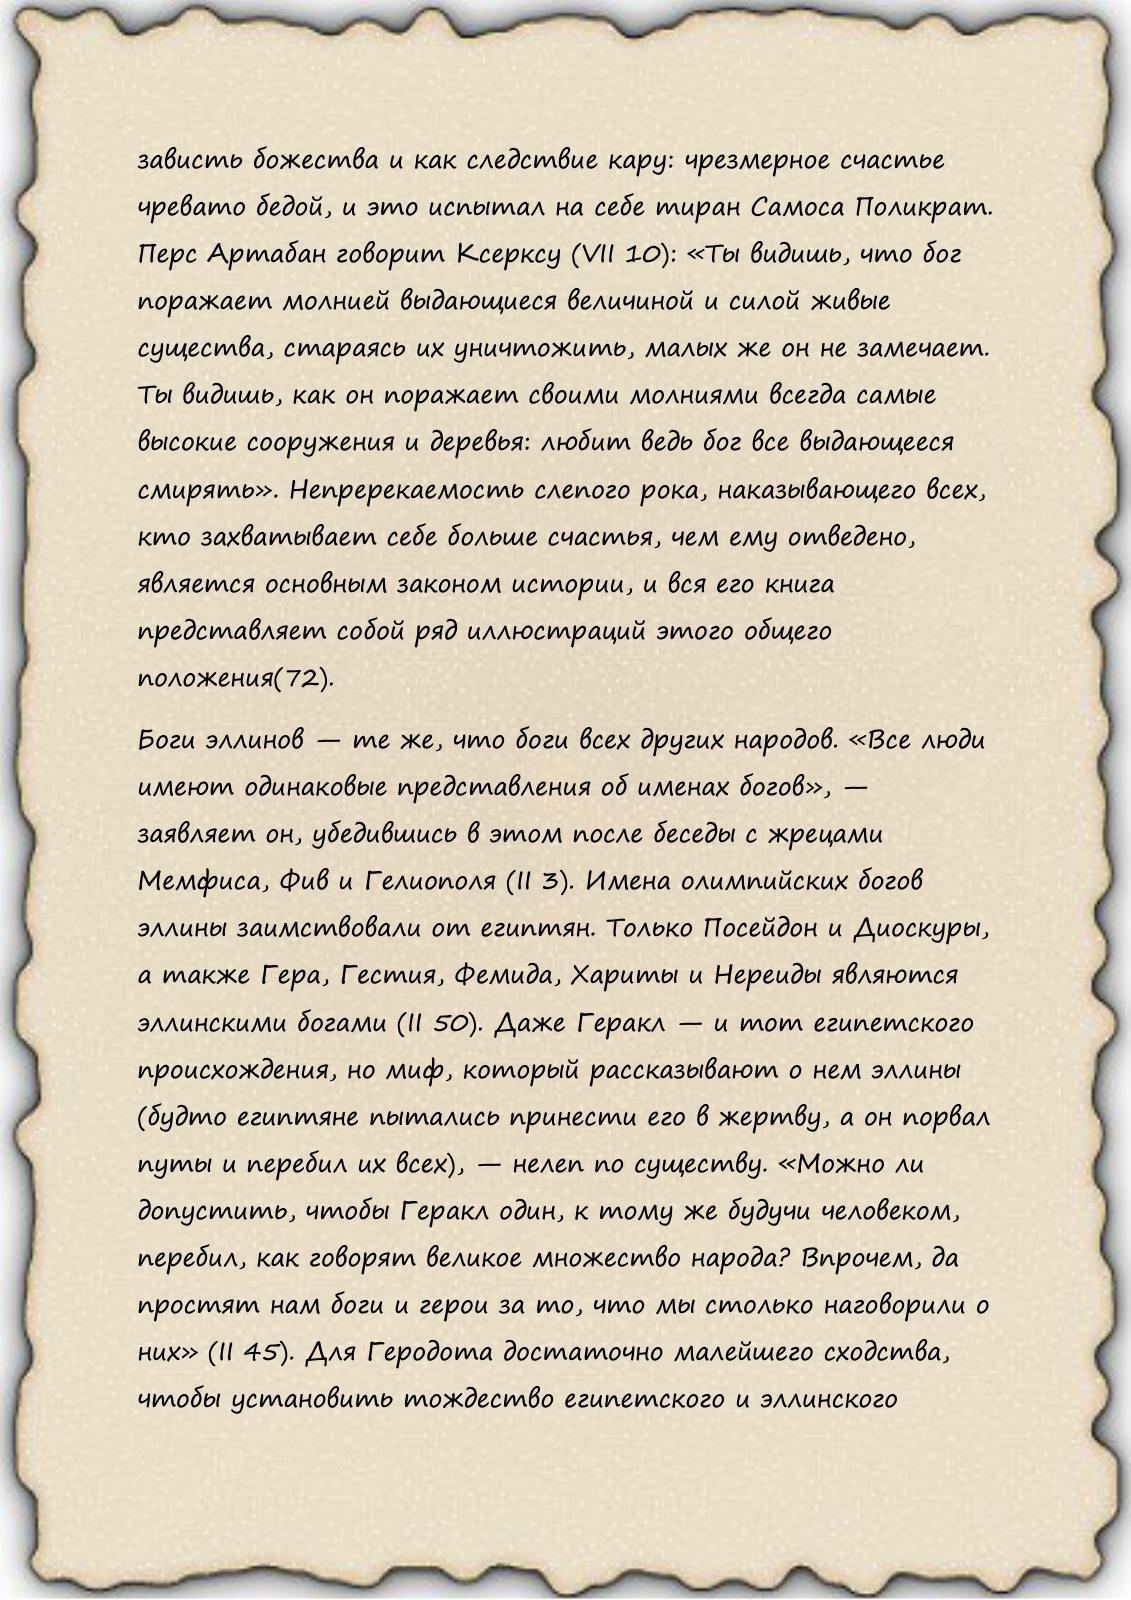 зависть божества и как следствие кару: чрезмерное счастье
чревато бедой, и это испытал на себе тиран Самоса Поликрат.
Перс Артабан говорит Ксерксу (VII 10): «Ты видишь, что бог
поражает молнией выдающиеся величиной и силой живые
существа, стараясь их уничтожить, малых же он не замечает.
Ты видишь, как он поражает своими молниями всегда самые
высокие сооружения и деревья: любит ведь бог все выдающееся
смирять». Непререкаемость слепого рока, наказывающего всех,
кто захватывает себе больше счастья, чем ему отведено,
является основным законом истории, и вся его книга
представляет собой ряд иллюстраций этого общего
положения(72).
Боги эллинов — те же, что боги всех других народов. «Все люди
имеют одинаковые представления об именах богов», —
заявляет он, убедившись в этом после беседы с жрецами
Мемфиса, Фив и Гелиополя (II 3). Имена олимпийских богов
эллины заимствовали от египтян. Только Посейдон и Диоскуры,
а также Гера, Гестия, Фемида, Хариты и Нереиды являются
эллинскими богами (II 50). Даже Геракл — и тот египетского
происхождения, но миф, который рассказывают о нем эллины
(будто египтяне пытались принести его в жертву, а он порвал
путы и перебил их всех), — нелеп по существу. «Можно ли
допустить, чтобы Геракл один, к тому же будучи человеком,
перебил, как говорят великое множество народа? Впрочем, да
простят нам боги и герои за то, что мы столько наговорили о
них» (II 45). Для Геродота достаточно малейшего сходства,
чтобы установить тождество египетского и эллинского